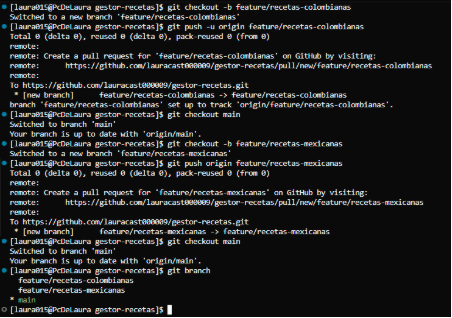 [laura015@PcDeLaura gestor-recetas]$ git checkout -b feature/recetas-colombianas
Switched to a new branch 'feature/recetas-colombianas'
[laura015@PcDeLaura gestor-recetas]$ git push -u origin feature/recetas-colombianas
Total 0 (delta 0), reused 0 (delta 0), pack-reused 0 (from 0)
remote:
remote: Create a pull request for 'feature/recetas-colombianas' on GitHub by visiting:
remote:      https://github.com/lauracast000009/gestor-recetas/pull/new/feature/recetas-colombianas
remote:
To https://github.com/lauracast000009/gestor-recetas.git
 * [new branch]      feature/recetas-colombianas -> feature/recetas-colombianas
branch 'feature/recetas-colombianas' set up to track 'origin/feature/recetas-colombianas'.
[laura015@PcDeLaura gestor-recetas]$ git checkout main
Switched to branch 'main'
Your branch is up to date with 'origin/main'.
[laura015@PcDeLaura gestor-recetas]$ git checkout -b feature/recetas-mexicanas
Switched to a new branch 'feature/recetas-mexicanas'
[laura015@PcDeLaura gestor-recetas]$ git push origin feature/recetas-mexicanas
Total 0 (delta 0), reused 0 (delta 0), pack-reused 0 (from 0)
remote:
remote: Create a pull request for 'feature/recetas-mexicanas' on GitHub by visiting:
remote:      https://github.com/lauracast000009/gestor-recetas/pull/new/feature/recetas-mexicanas
remote:
To https://github.com/lauracast000009/gestor-recetas.git
 * [new branch]      feature/recetas-mexicanas -> feature/recetas-mexicanas
[laura015@PcDeLaura gestor-recetas]$ git checkout main
Switched to branch 'main'
Your branch is up to date with 'origin/main'.
[laura015@PcDeLaura gestor-recetas]$ git branch
  feature/recetas-colombianas
  feature/recetas-mexicanas
* main
[laura015@PcDeLaura gestor-recetas]$